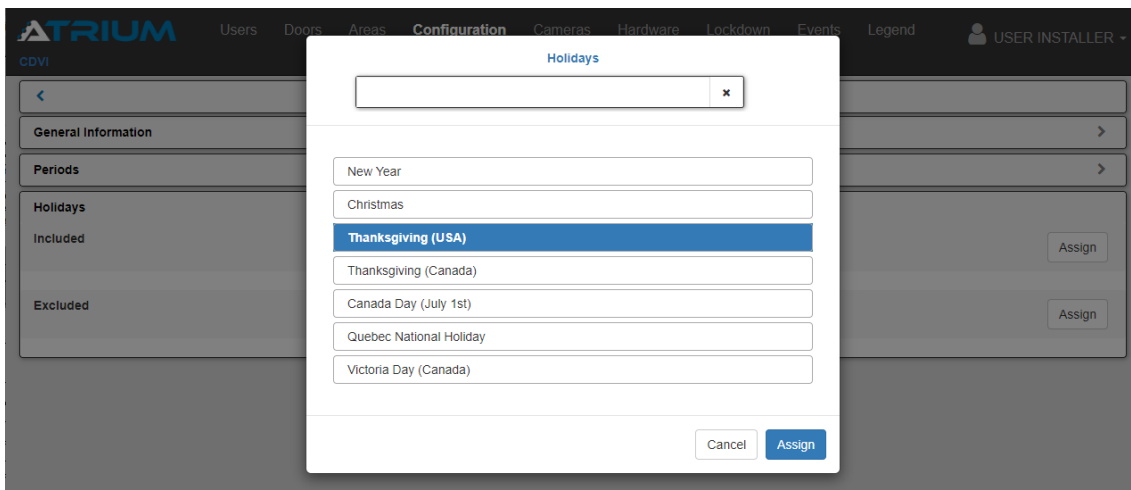 ATRIUM Users Doors Areas Configuration Cameras Hardware Lockdown Events Legend USER INSTALLER
CDVI
Holidays
General Information
Periods
Holidays
Included
Assign
Excluded
Assign
New Year
Christmas
Thanksgiving (USA)
Thanksgiving (Canada)
Canada Day (July 1st)
Quebec National Holiday
Victoria Day (Canada)
Cancel Assign